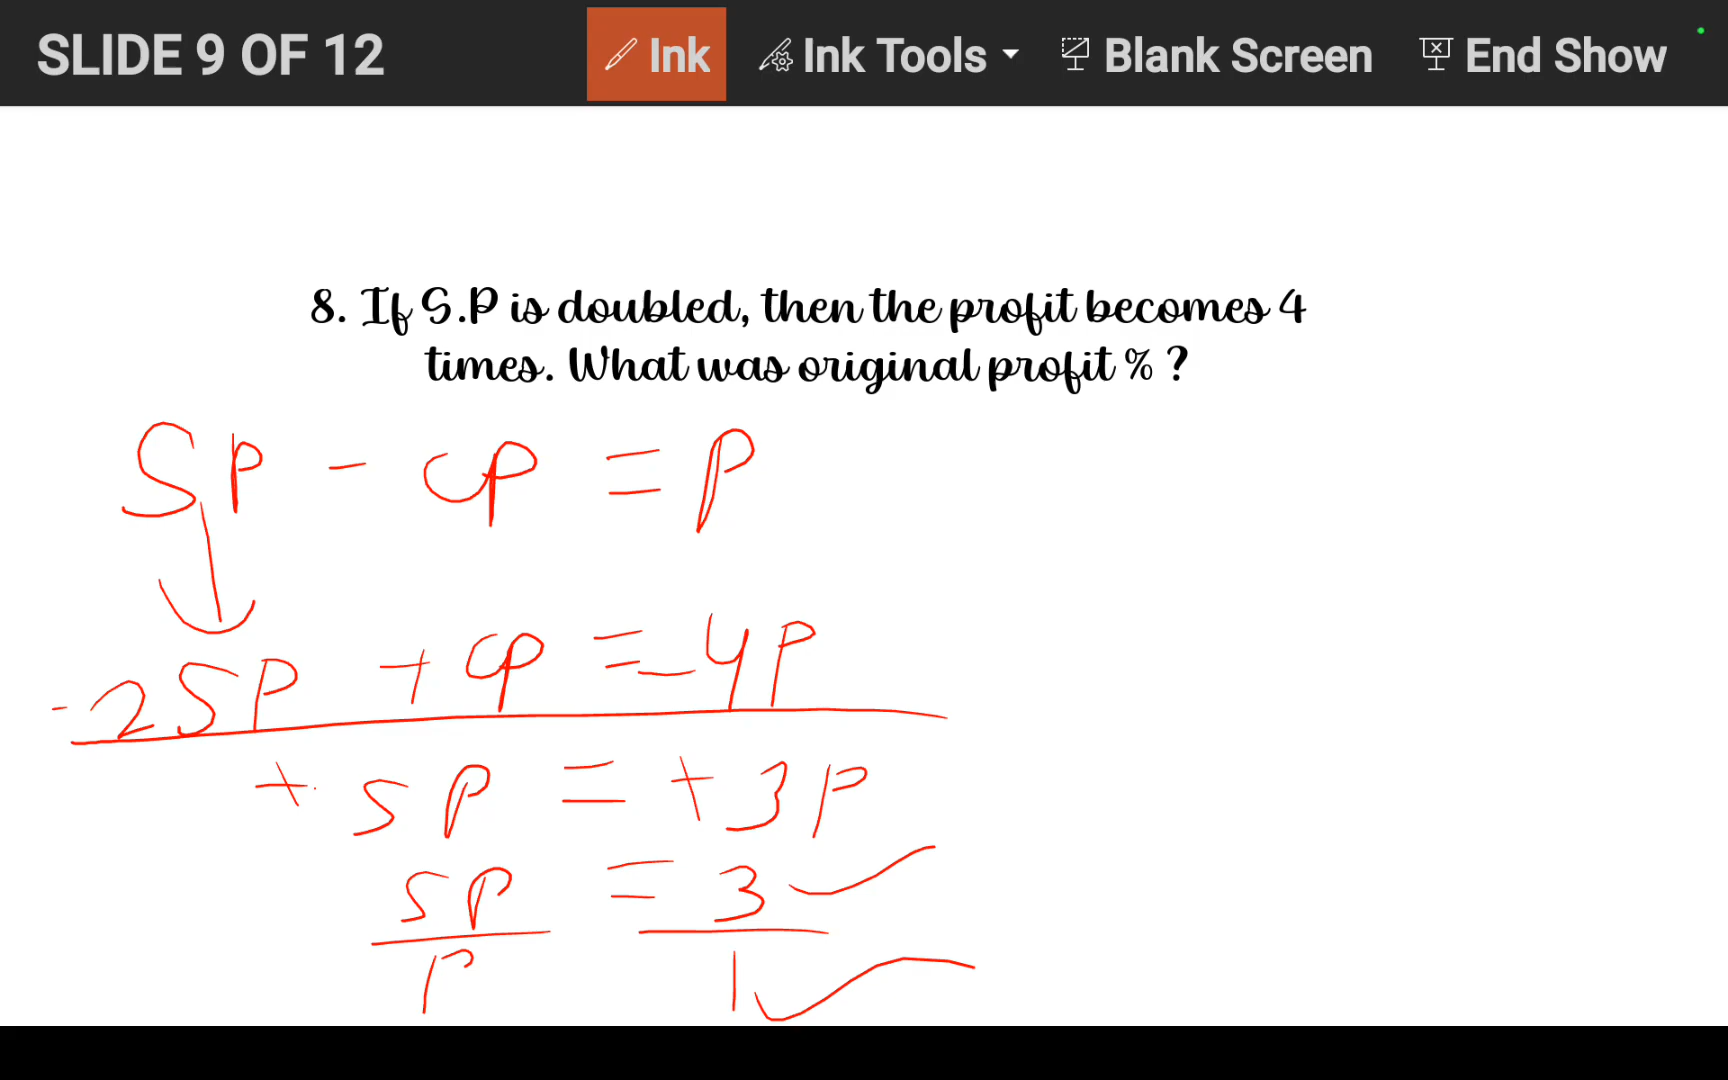 SLIDE 9 OF 12 Ink Ink Tools Blank Screen End Show
8. If S.P is doubled, then the profit becomes 4
times. What was original profit % ?
SP - CP = P
-2SP + CP = -4P
+ SP = + 3P
SP = 3
P 1